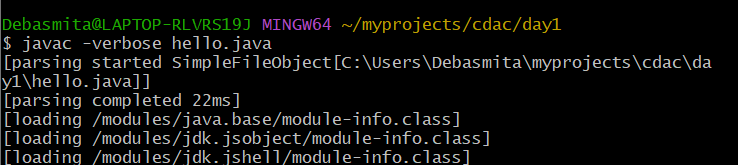 Debasmita@LAPTOP-RLVRS19J MINGW64 ~/myprojects/cdac/day1
$ javac -verbose hello.java
[parsing started SimpleFileObject[C:\Users\Debasmita\myprojects\cdac\da
y1\hello.java]]
[parsing completed 22ms]
[loading /modules/java.base/module-info.class]
[loading /modules/jdk.jsobject/module-info.class]
[loading /modules/jdk.jshell/module-info.class]